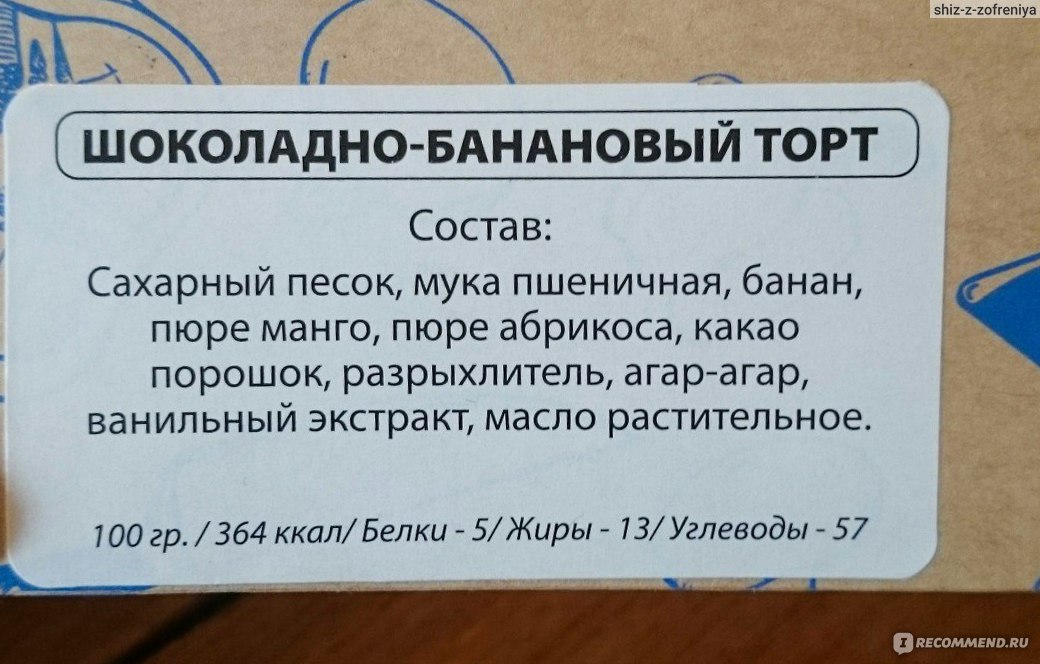 shiz-z-zofreniya
ШОКОЛАДНО-БАНАНОВЫЙ ТОРТ
Состав:
Сахарный песок, мука пшеничная, банан,
пюре манго, пюре абрикоса, какао
порошок, разрыхлитель, агар-агар,
ванильный экстракт, масло растительное.
100 гр. / 364 ккал/ Белки - 5/ Жиры - 13/ Углеводы - 57
I RECOMMEND.RU